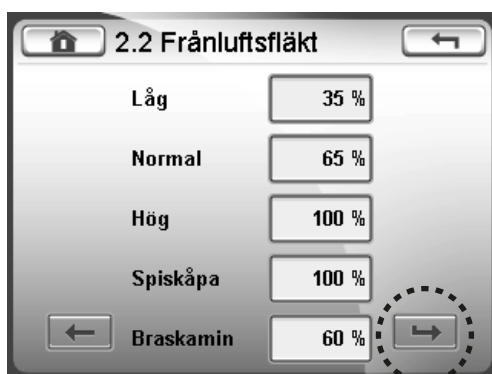 2.2 Frånluftsfläkt
Låg 35 %
Normal 65 %
Hög 100 %
Spiskåpa 100 %
Braskamin 60 %